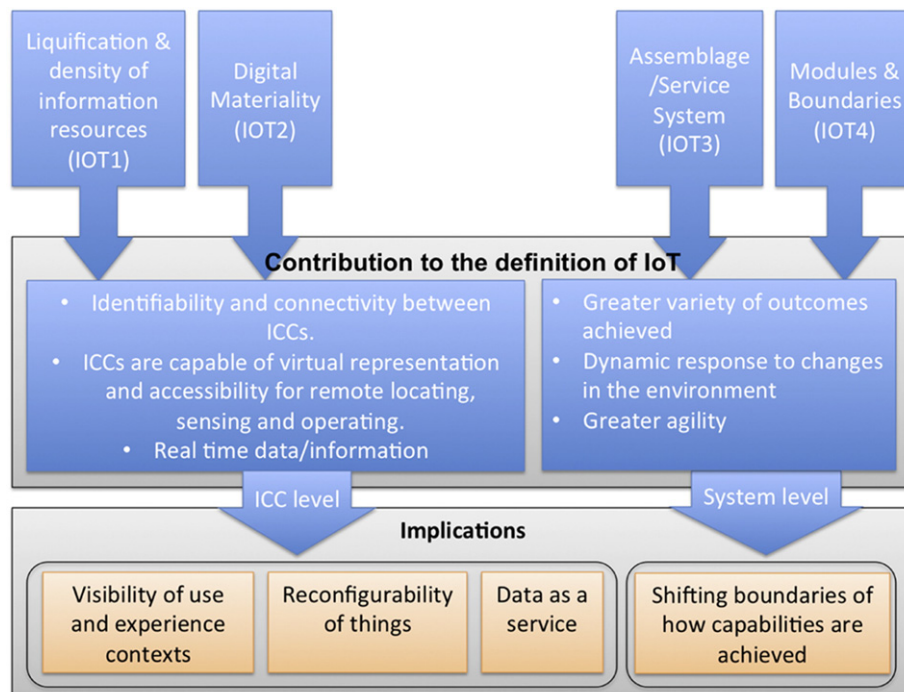 Liquification &
density of
information
resources
(IOT1)
Digital
Materiality
(IOT2)
Assemblage
/Service
System
(IOT3)
Modules &
Boundaries
(IOT4)
Contribution to the definition of IoT
• Identifiability and connectivity between
ICCs.
• ICCs are capable of virtual representation
and accessibility for remote locating,
sensing and operating.
• Real time data/information
• Greater variety of outcomes
achieved
• Dynamic response to changes
in the environment
• Greater agility
ICC level
System level
Implications
Visibility of use
and experience
contexts
Reconfigurability
of things
Data as a
service
Shifting boundaries of
how capabilities are
achieved